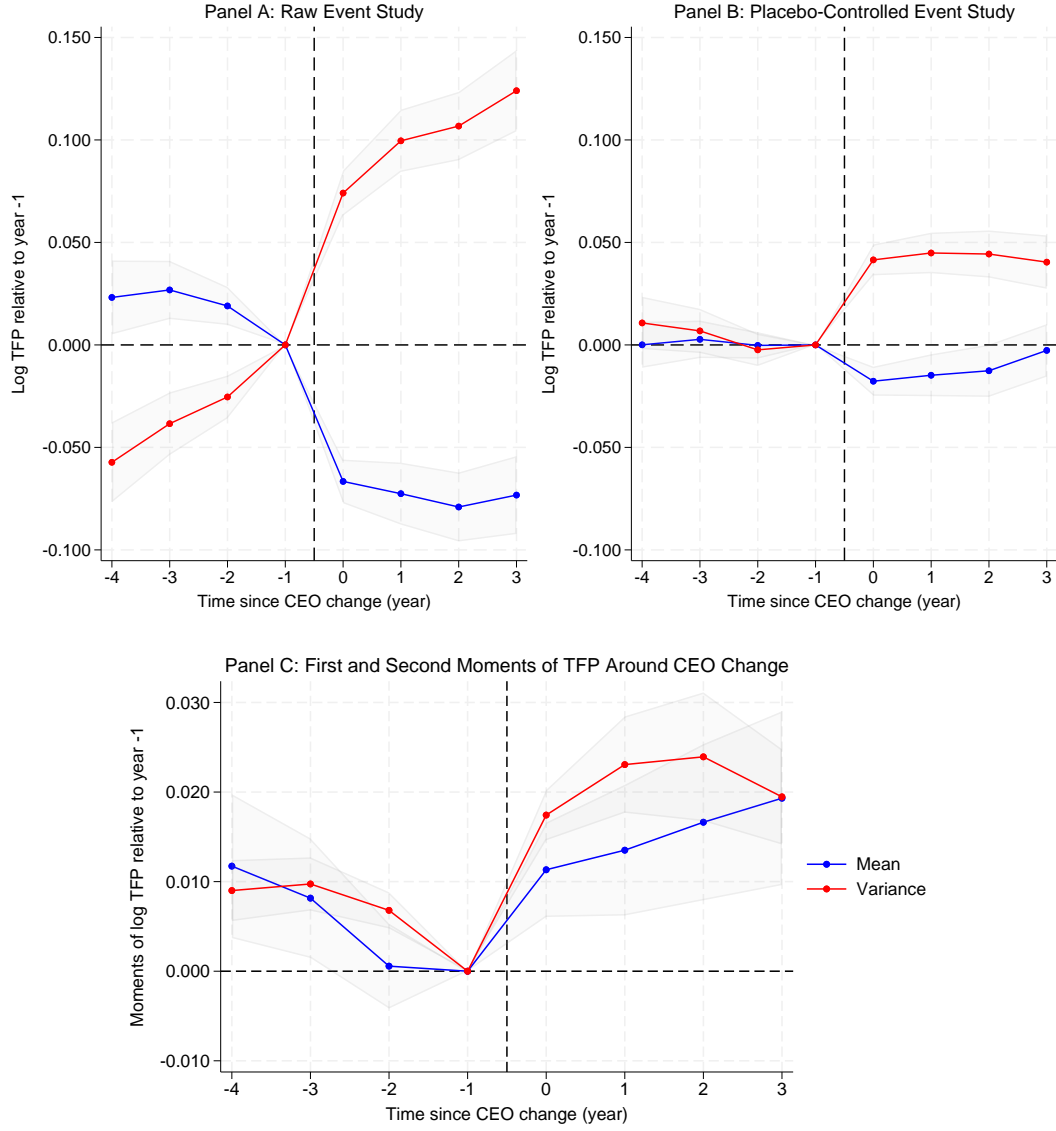 Panel A: Raw Event Study
Log TFP relative to year -1
0.150
0.100
0.050
0.000
-0.050
-0.100
-4 -3 -2 -1 0 1 2 3
Time since CEO change (year)
Panel B: Placebo-Controlled Event Study
Log TFP relative to year -1
0.150
0.100
0.050
0.000
-0.050
-0.100
-4 -3 -2 -1 0 1 2 3
Time since CEO change (year)
Panel C: First and Second Moments of TFP Around CEO Change
Moments of log TFP relative to year -1
0.030
0.020
0.010
0.000
-0.010
-4 -3 -2 -1 0 1 2 3
Time since CEO change (year)
Mean
Variance